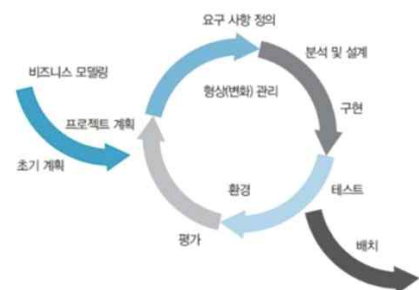 요구 사항 정의
분석 및 설계
비즈니스 모델링
형상(변화) 관리
프로젝트 계획
구현
초기 계획
환경
테스트
평가
배치